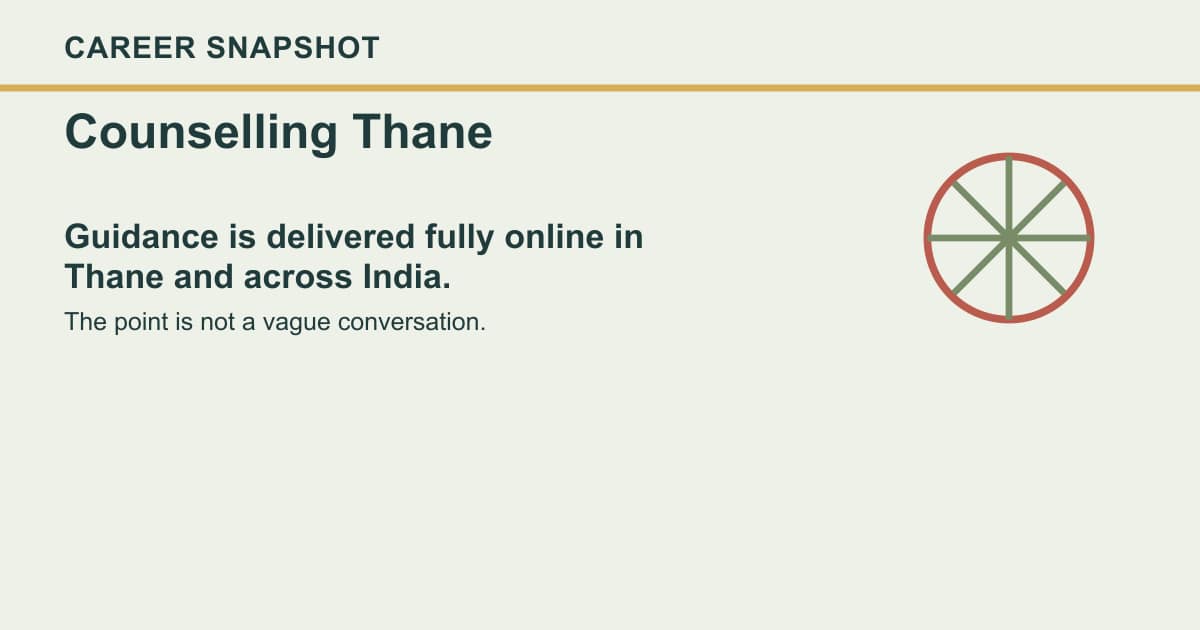 CAREER SNAPSHOT
Counselling Thane
Guidance is delivered fully online in
Thane and across India.
The point is not a vague conversation.